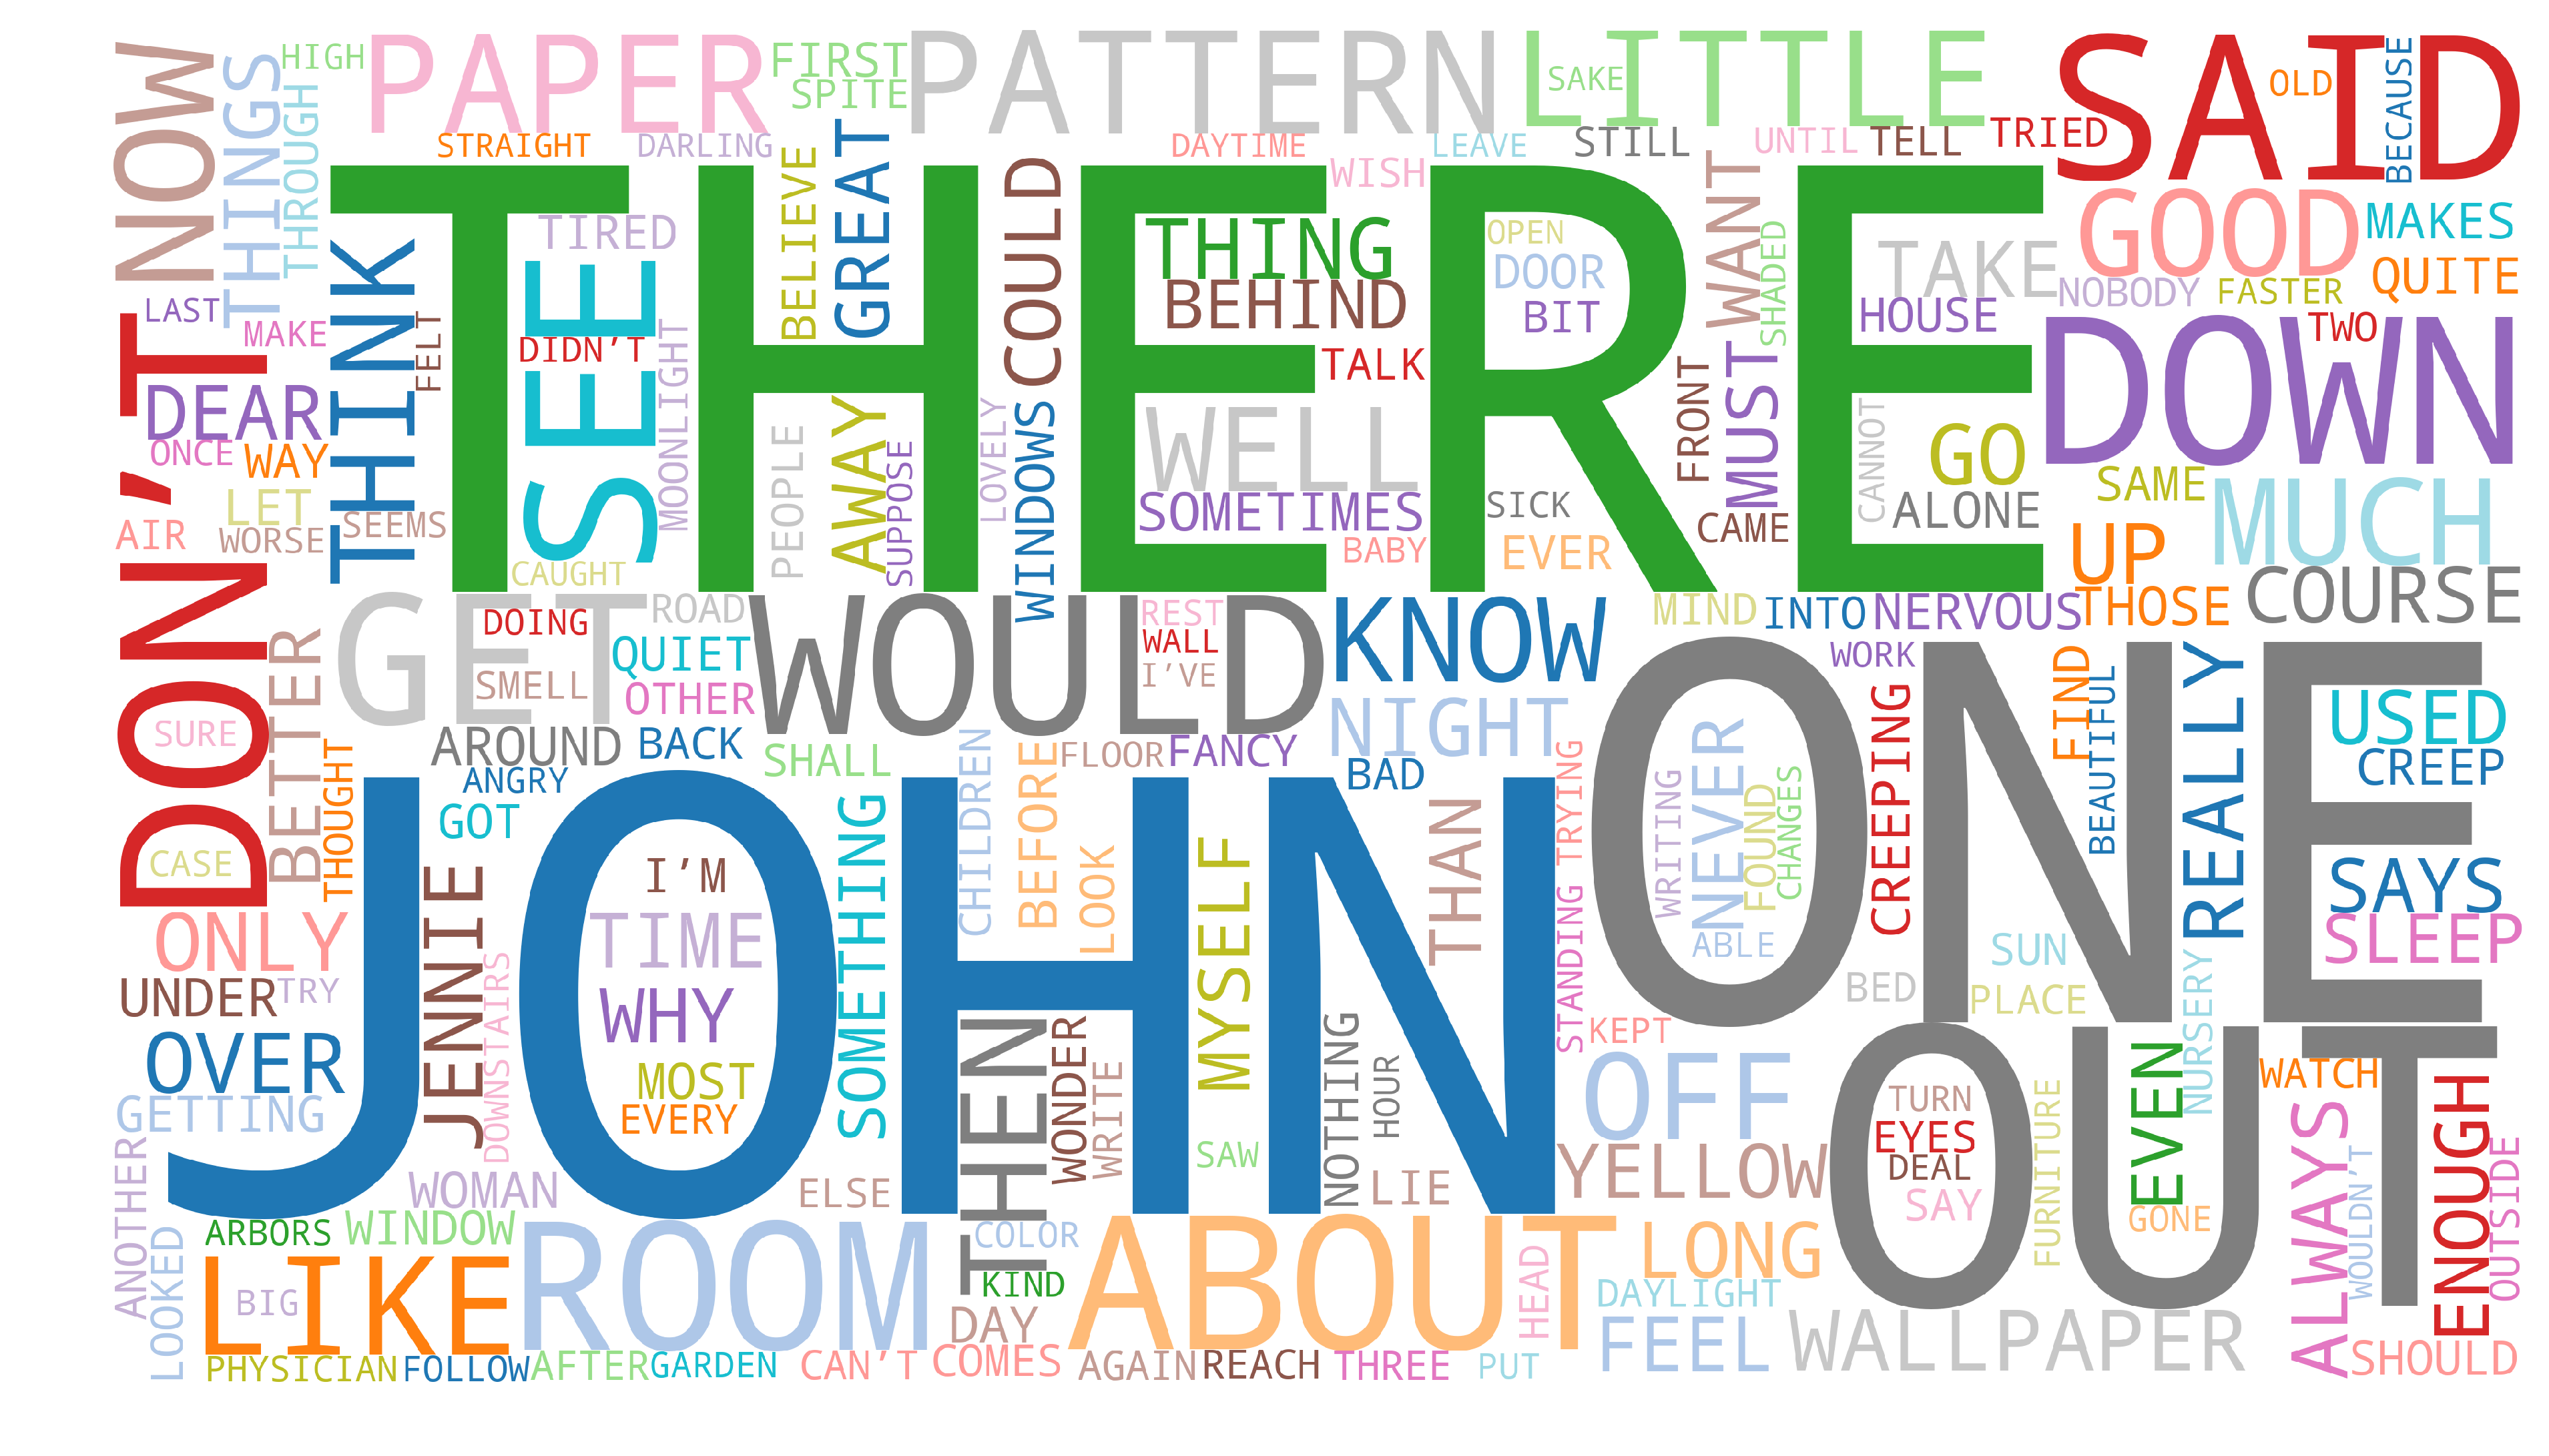 NOW
THINGS
HIGH
THROUGH
PAPER
FIRST
SPITE
PATTERN
LITTLE
SAKE
SAID
OLD
BECAUSE
STRAIGHT
DARLING
DAYTIME
LEAVE
STILL
UNTIL
TELL
TRIED
THERE
TIRED
BELIEVE
GREAT
COULD
WISH
THING
BEHIND
OPEN
DOOR
BIT
WANT
SHADED
TAKE
HOUSE
GOOD
MAKES
QUITE
NOBODY
FASTER
TWO
DOWN
LAST
MAKE
DON’T
THINK
FELT
SEE
DIDN’T
MOONLIGHT
TALK
DEAR
ONCE
WAY
LET
AIR
WORSE
SEEMS
PEOPLE
AWAY
SUPPOSE
LOVELY
WINDOWS
WELL
SOMETIMES
BABY
SICK
EVER
FRONT
MUST
CAME
CANNOT
GO
ALONE
SAME
MUCH
UP
COURSE
CAUGHT
GET
DOING
ROAD
QUIET
SMELL
OTHER
WOULD
REST
WALL
I’VE
KNOW
MIND
INTO
NERVOUS
THOSE
BETTER
SURE
THOUGHT
CASE
AROUND
BACK
ANGRY
GOT
SHALL
FLOOR
FANCY
NIGHT
BAD
ONE
WORK
FIND
BEAUTIFUL
REALLY
USED
CREEP
SAYS
SLEEP
JOHN
I’M
TIME
WHY
MOST
EVERY
SOMETHING
CHILDREN
BEFORE
LOOK
MYSELF
THAN
TRYING
STANDING
WRITING
NEVER
FOUND
CHANGES
ABLE
CREEPING
BED
SUN
PLACE
NURSERY
ONLY
UNDER
TRY
JENNIE
DOWNSTAIRS
OVER
GETTING
ANOTHER
LOOKED
THEN
WONDER
WRITE
SAW
NOTHING
HOUR
LIE
KEPT
OFF
YELLOW
OUT
TURN
EYES
DEAL
SAY
FURNITURE
EVEN
GONE
WATCH
ALWAYS
WOULDN’T
ENOUGH
OUTSIDE
WOMAN
ELSE
ARBORS
WINDOW
LIKE
BIG
ROOM
COLOR
KIND
DAY
ABOUT
HEAD
LONG
DAYLIGHT
FEEL
WALLPAPER
SHOULD
PHYSICIAN
FOLLOW
AFTER
GARDEN
CAN’T
COMES
AGAIN
REACH
THREE
PUT